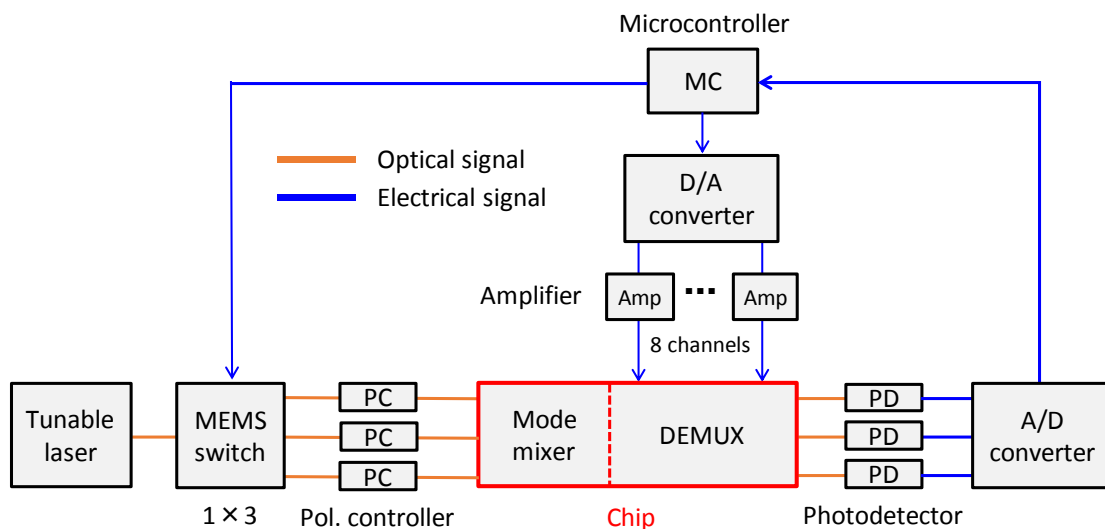 Microcontroller
MC
Optical signal
Electrical signal
D/A
converter
Amplifier
Amp
...
Amp
8 channels
Tunable
laser
MEMS
switch
PC
PC
PC
Mode
mixer
DEMUX
PD
PD
PD
A/D
converter
1 × 3
Pol. controller
Chip
Photodetector